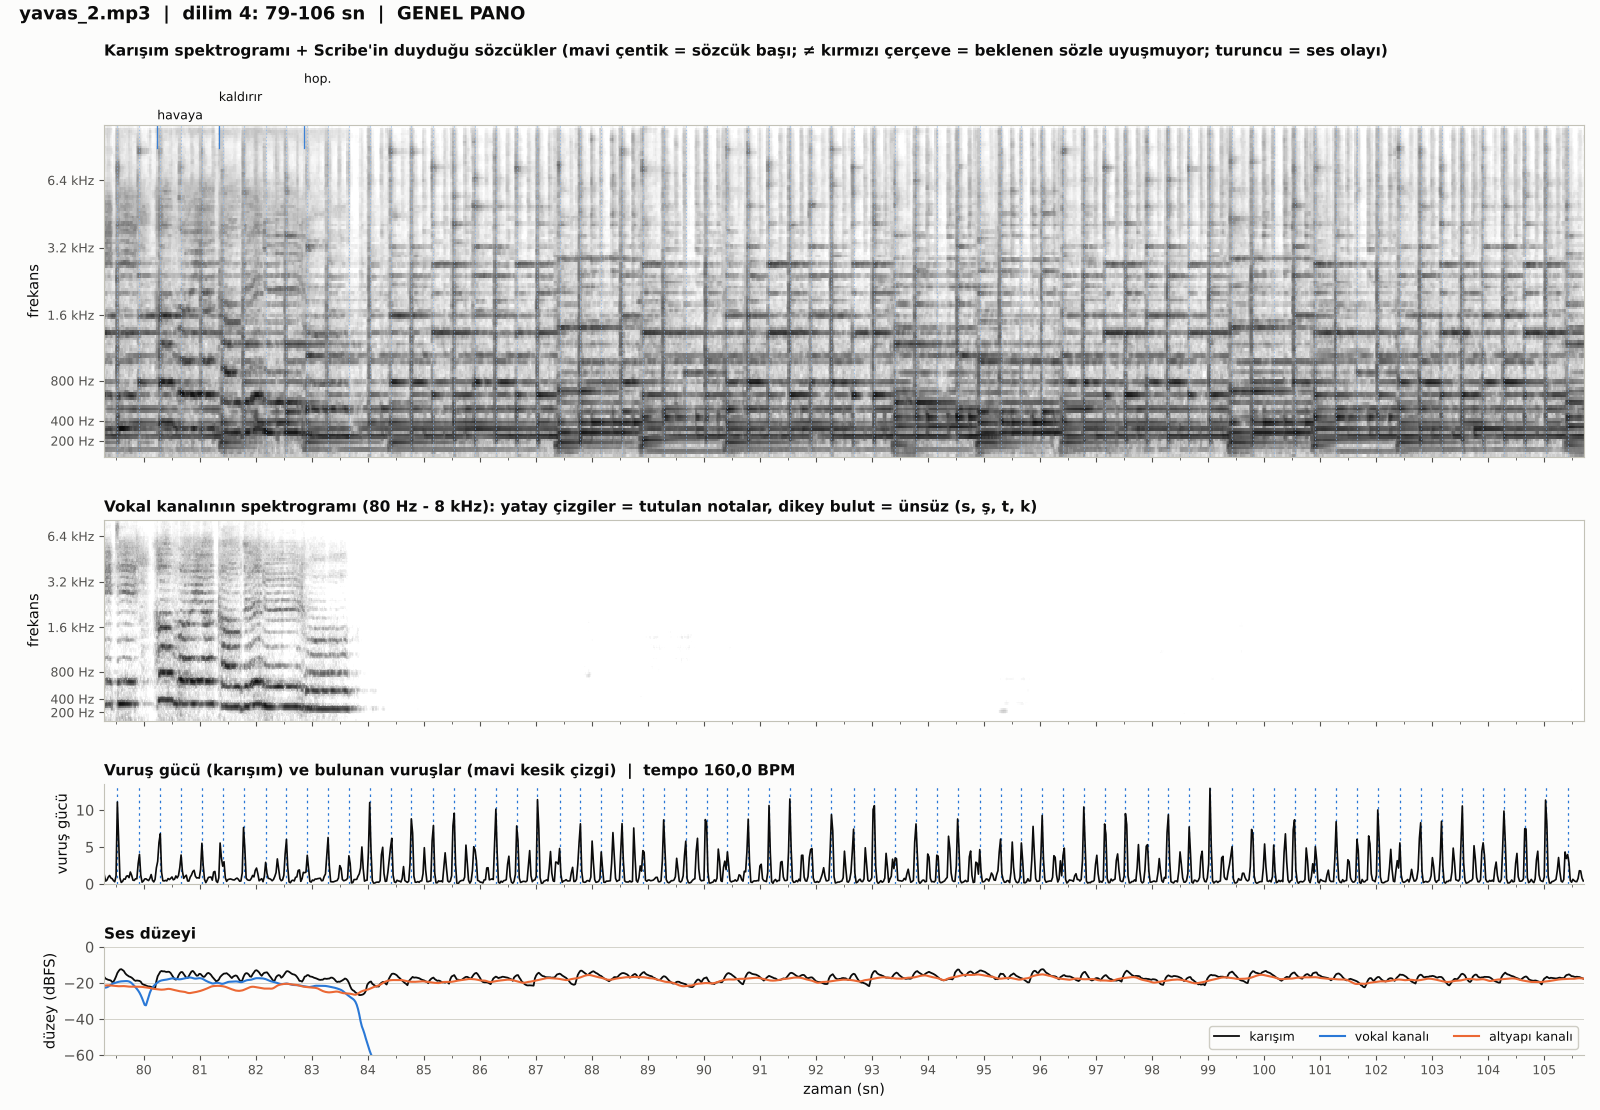 yavas_2.mp3 | dilim 4: 79-106 sn | GENEL PANO
Karışım spektrogramı + Scribe'in duyduğu sözcükler (mavi çentik = sözcük başı; ≠ kırmızı çerçeve = beklenen sözle uyuşmuyor; turuncu = ses olayı)
hop.
kaldırır
havaya
6.4 kHz
3.2 kHz
1.6 kHz
800 Hz
400 Hz
200 Hz
frekans
Vokal kanalının spektrogramı (80 Hz - 8 kHz): yatay çizgiler = tutulan notalar, dikey bulut = ünsüz (s, ş, t, k)
6.4 kHz
3.2 kHz
1.6 kHz
800 Hz
400 Hz
200 Hz
frekans
Vuruş gücü (karışım) ve bulunan vuruşlar (mavi kesik çizgi) | tempo 160,0 BPM
10
5
0
vuruş gücü
Ses düzeyi
0
−20
−40
−60
düzey (dBFS)
karışım vokal kanalı altyapı kanalı
80 81 82 83 84 85 86 87 88 89 90 91 92 93 94 95 96 97 98 99 100 101 102 103 104 105
zaman (sn)